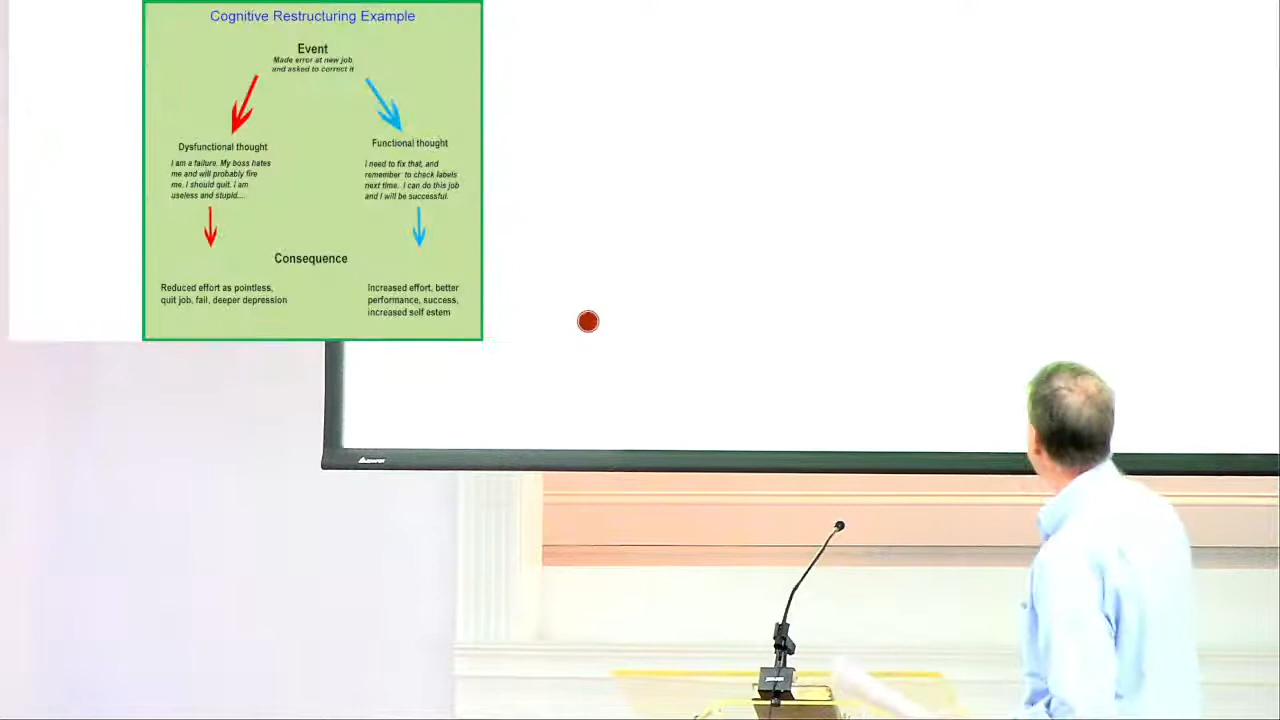 Cognitive Restructuring Example
Event
Made error at new job
and asked to correct it
Dysfunctional thought
I am a failure. My boss hates
me and will probably fire
me. I should quit. I am
useless and stupid....
Functional thought
I need to fix that, and
remember to check labels
next time. I can do this job
and I will be successful.
Consequence
Reduced effort as pointless,
quit job, fail, deeper depression
Increased effort, better
performance, success,
increased self estem